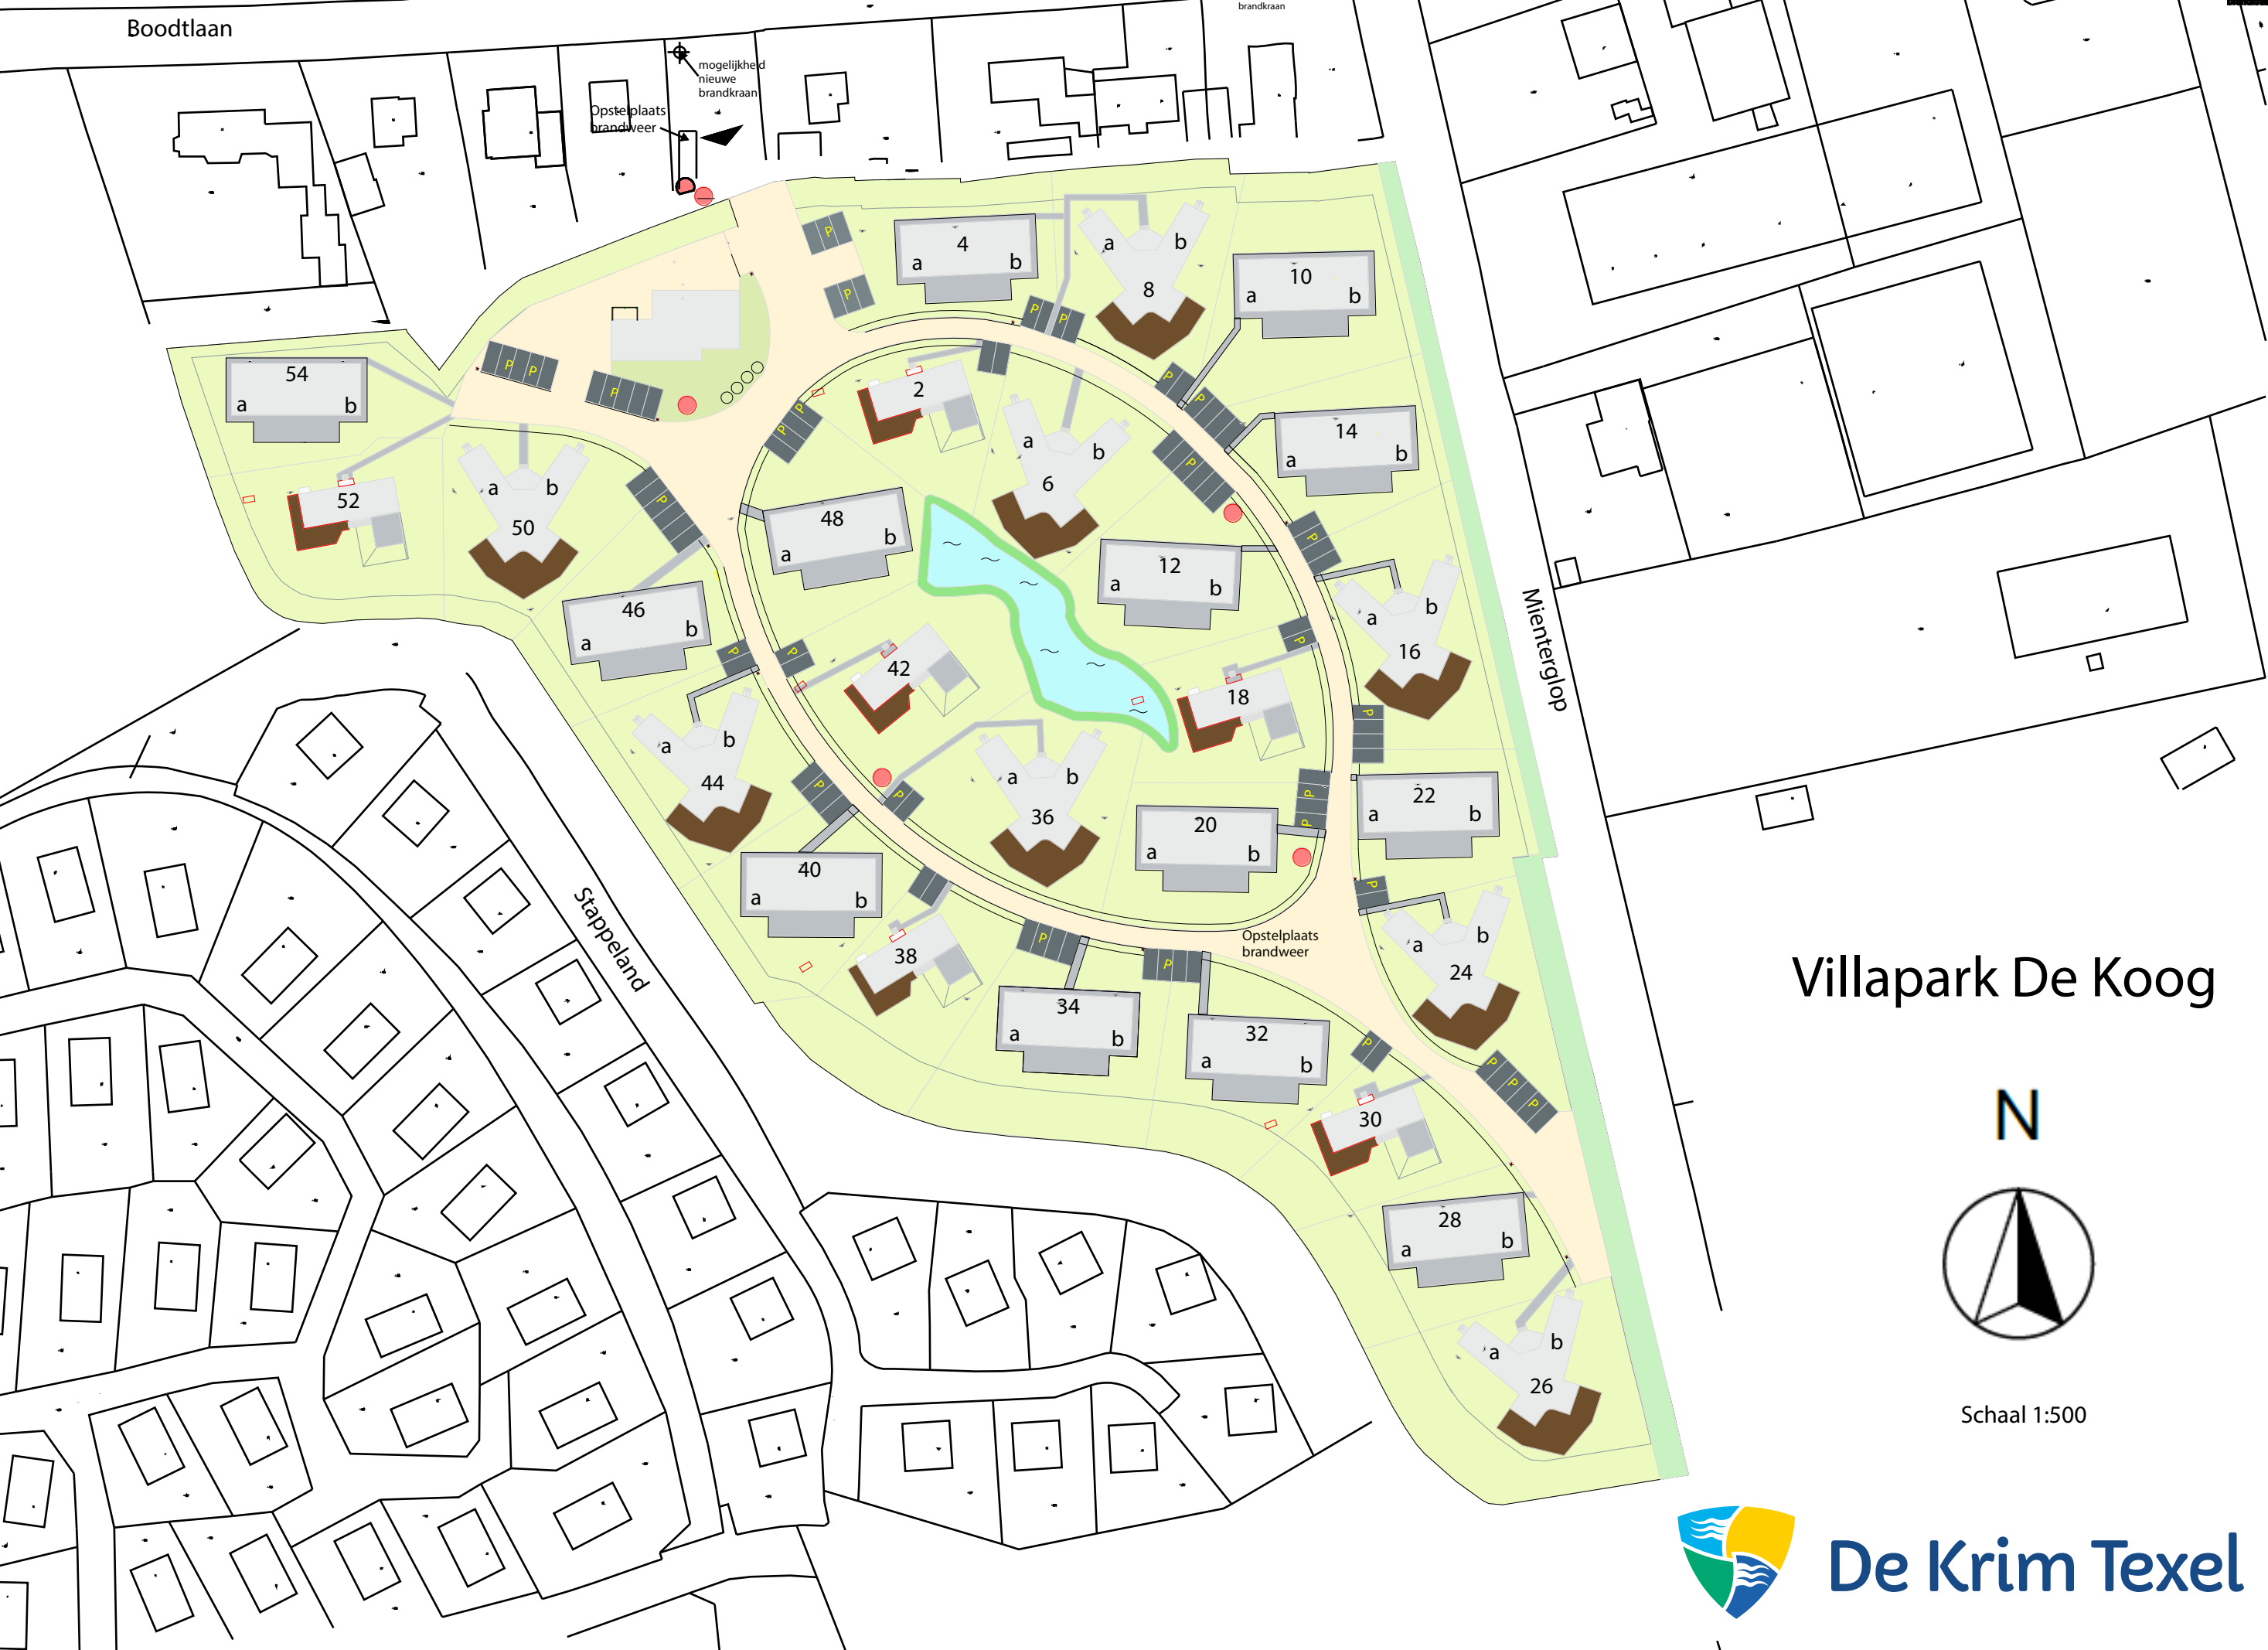 Boodtlaan
brandkraan
mogelijkheid
nieuwe
brandkraan
Opstelplaats
brandweer
P
P
4
a
b
8
a
b
10
a
b
P
P
54
a
b
P
P
P
2
P
P
6
a
b
P
P
14
a
b
P
52
50
a
b
P
48
a
b
12
a
b
P
16
a
b
46
a
b
P
P
42
18
P
Mienterglop
44
a
b
P
P
36
a
b
P
P
P
22
a
b
20
a
b
40
a
b
Stappeland
38
P
P
Opstelplaats
brandweer
P
24
a
b
Villapark De Koog
34
a
b
32
a
b
P
P
P
P
30
N
28
a
b
26
a
b
Schaal 1:500
De Krim Texel